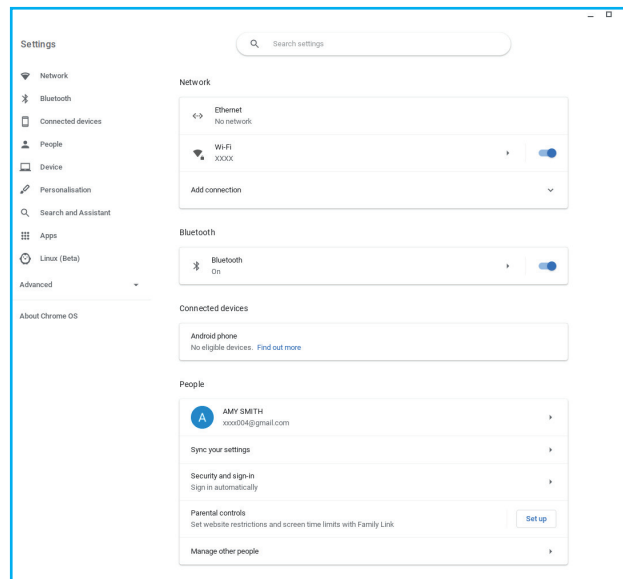 Settings
Search settings
Network
Bluetooth
Connected devices
People
Device
Personalisation
Search and Assistant
Apps
Linux (Beta)
Advanced
About Chrome OS
Network
Ethernet
No network
Wi-Fi
XXXX
Add connection
Bluetooth
Bluetooth
On
Connected devices
Android phone
No eligible devices. Find out more
People
A
AMY SMITH
xxxx004@gmail.com
Sync your settings
Security and sign-in
Sign in automatically
Parental controls
Set website restrictions and screen time limits with Family Link
Set up
Manage other people